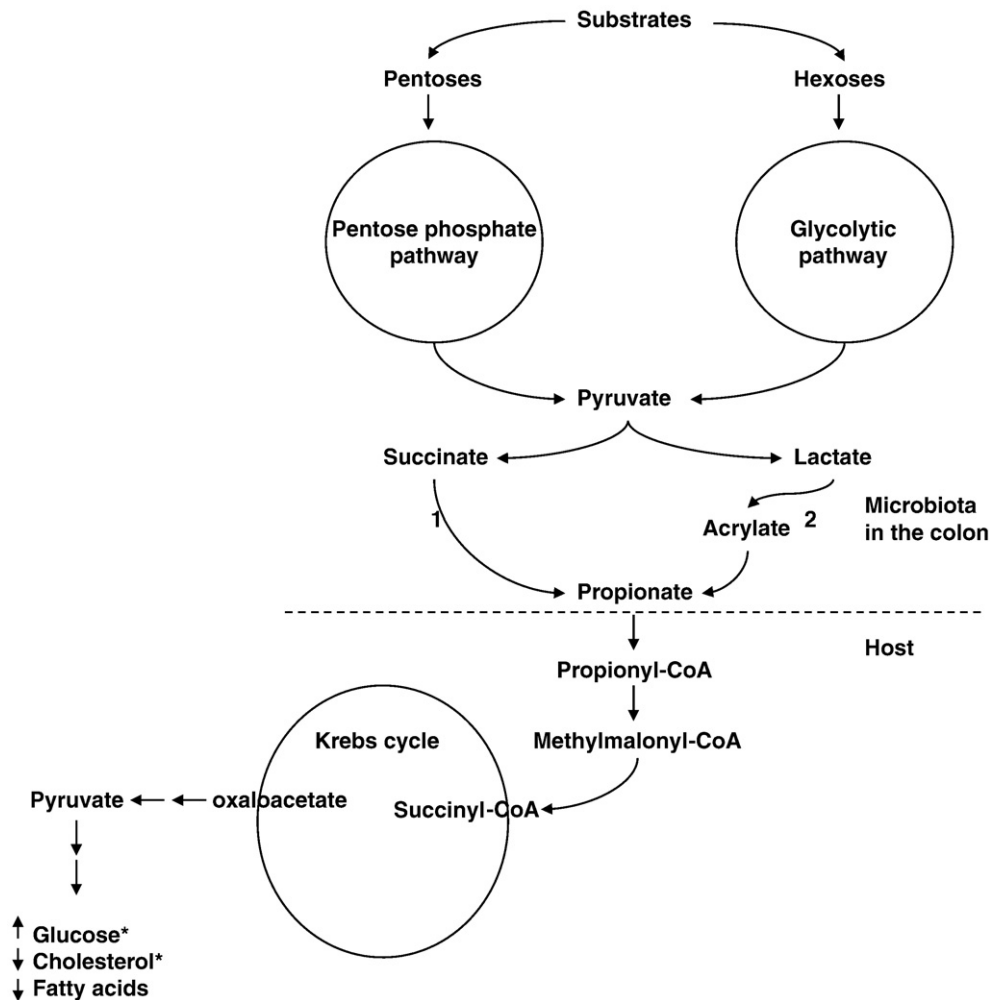 Substrates
Pentoses
Hexoses
Pentose phosphate
pathway
Glycolytic
pathway
Pyruvate
Succinate
Lactate
1
Acrylate
2
Microbiota
in the colon
Propionate
Host
Propionyl-CoA
Krebs cycle
Methylmalonyl-CoA
Pyruvate
oxaloacetate
Succinyl-CoA
Glucose*
Cholesterol*
Fatty acids